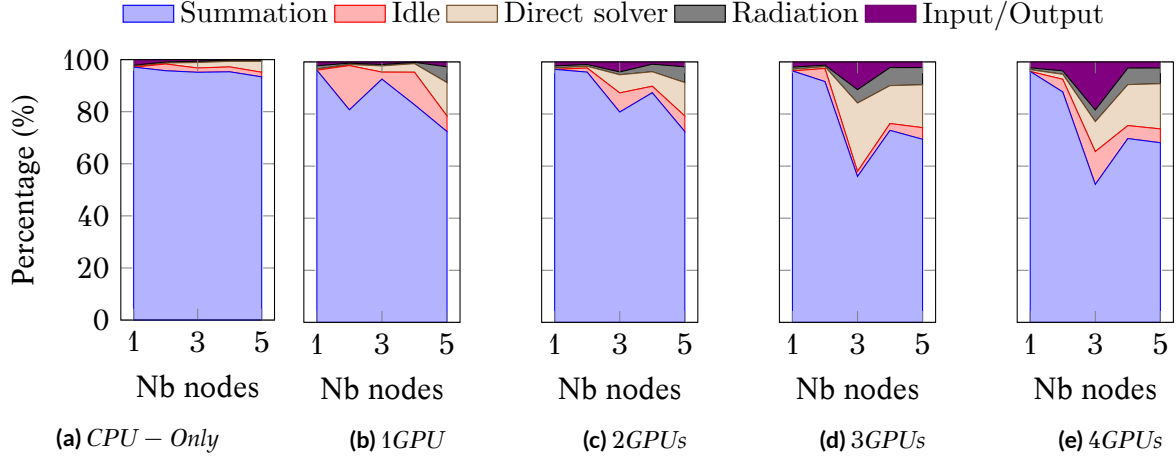 Summation Idle Direct solver Radiation Input/Output
Percentage (%)
100
80
60
40
20
0
1 3 5
1 3 5
1 3 5
1 3 5
1 3 5
Nb nodes Nb nodes Nb nodes Nb nodes Nb nodes
(a) CPU – Only (b) 1GPU (c) 2GPUs (d) 3GPUs (e) 4GPUs